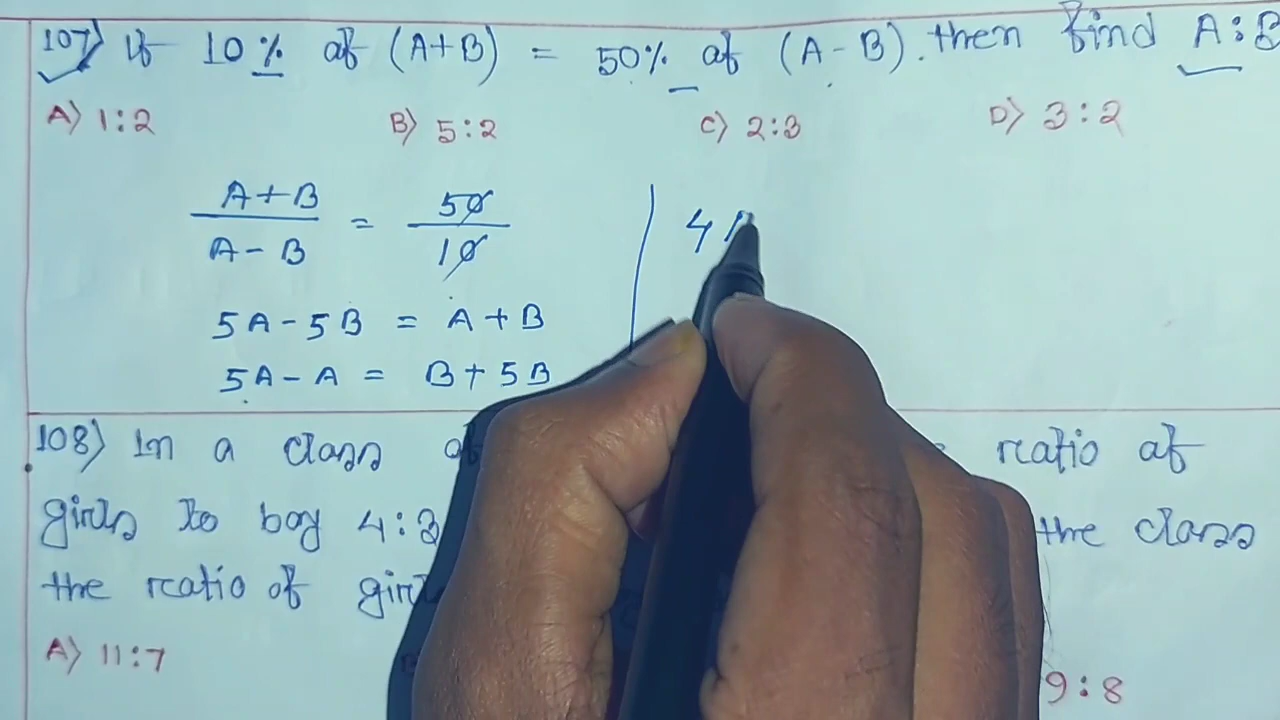 107) If 10% of (A+B) = 50% of (A-B). then find A:B
A) 1:2 B) 5:2 C) 2:3 D) 3:2
A+B / A-B = 50 / 10
5A-5B = A+B
5A-A = B+5B
4
108) In a class ratio of
girls to boy 4:3 the class
the ratio of
A) 11:7 9:8